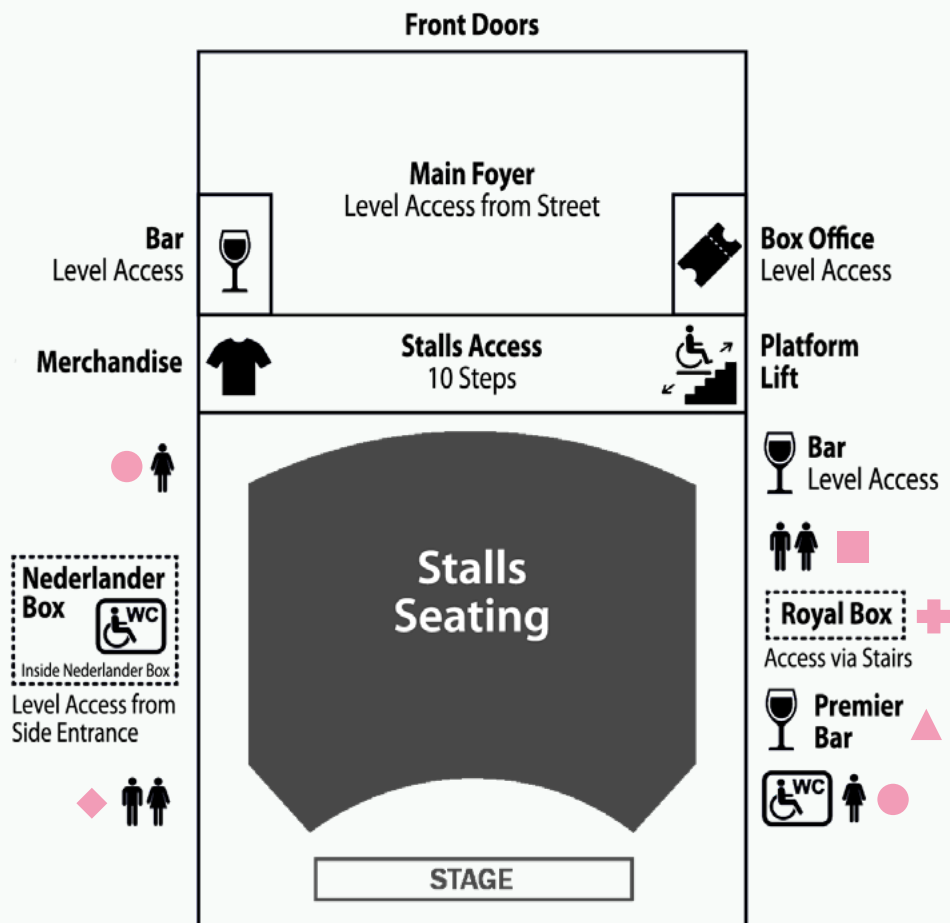 Front Doors
Main Foyer
Level Access from Street
Bar
Level Access
Box Office
Level Access
Merchandise
Stalls Access
10 Steps
Platform
Lift
Bar
Level Access
Stalls
Seating
Nederlander
Box
WC
Inside Nederlander Box
Level Access from
Side Entrance
Royal Box
Access via Stairs
Premier
Bar
WC
STAGE